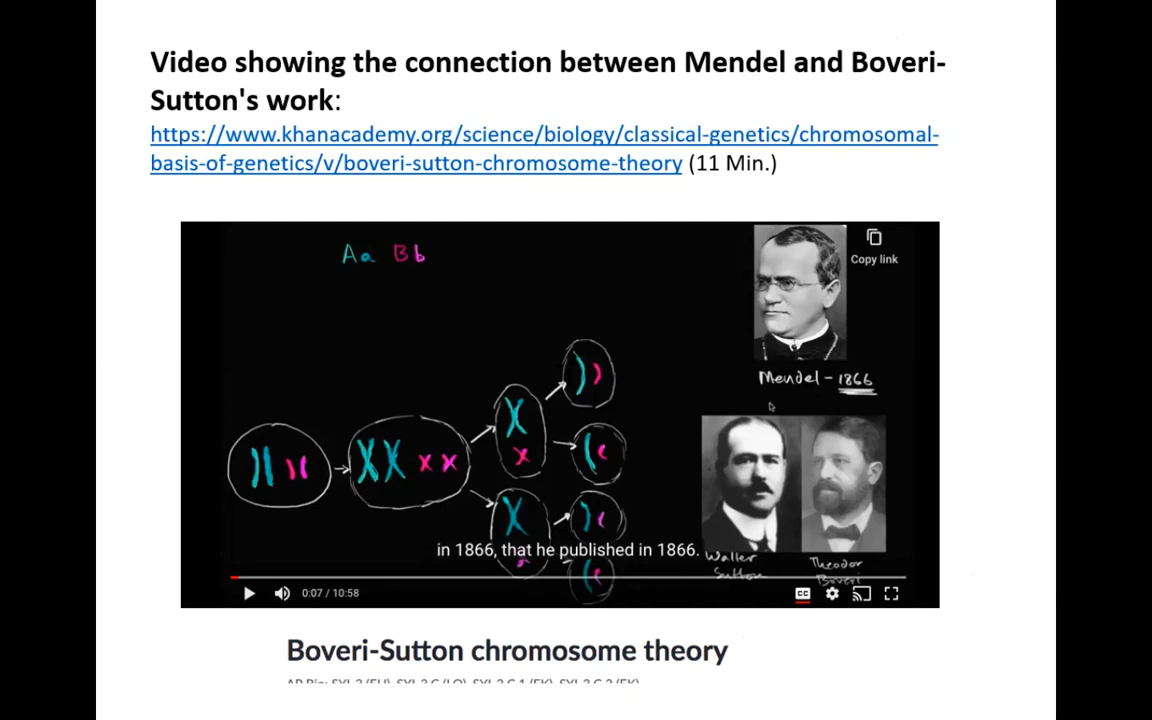 Video showing the connection between Mendel and Boveri-
Sutton's work:
https://www.khanacademy.org/science/biology/classical-genetics/chromosomal-
basis-of-genetics/v/boveri-sutton-chromosome-theory (11 Min.)
Aa Bb
Copy link
Mendel - 1866
in 1866, that he published in 1866.
Walter
Sutton
Theodor
Boveri
0:07 / 10:58
CC
Boveri-Sutton chromosome theory